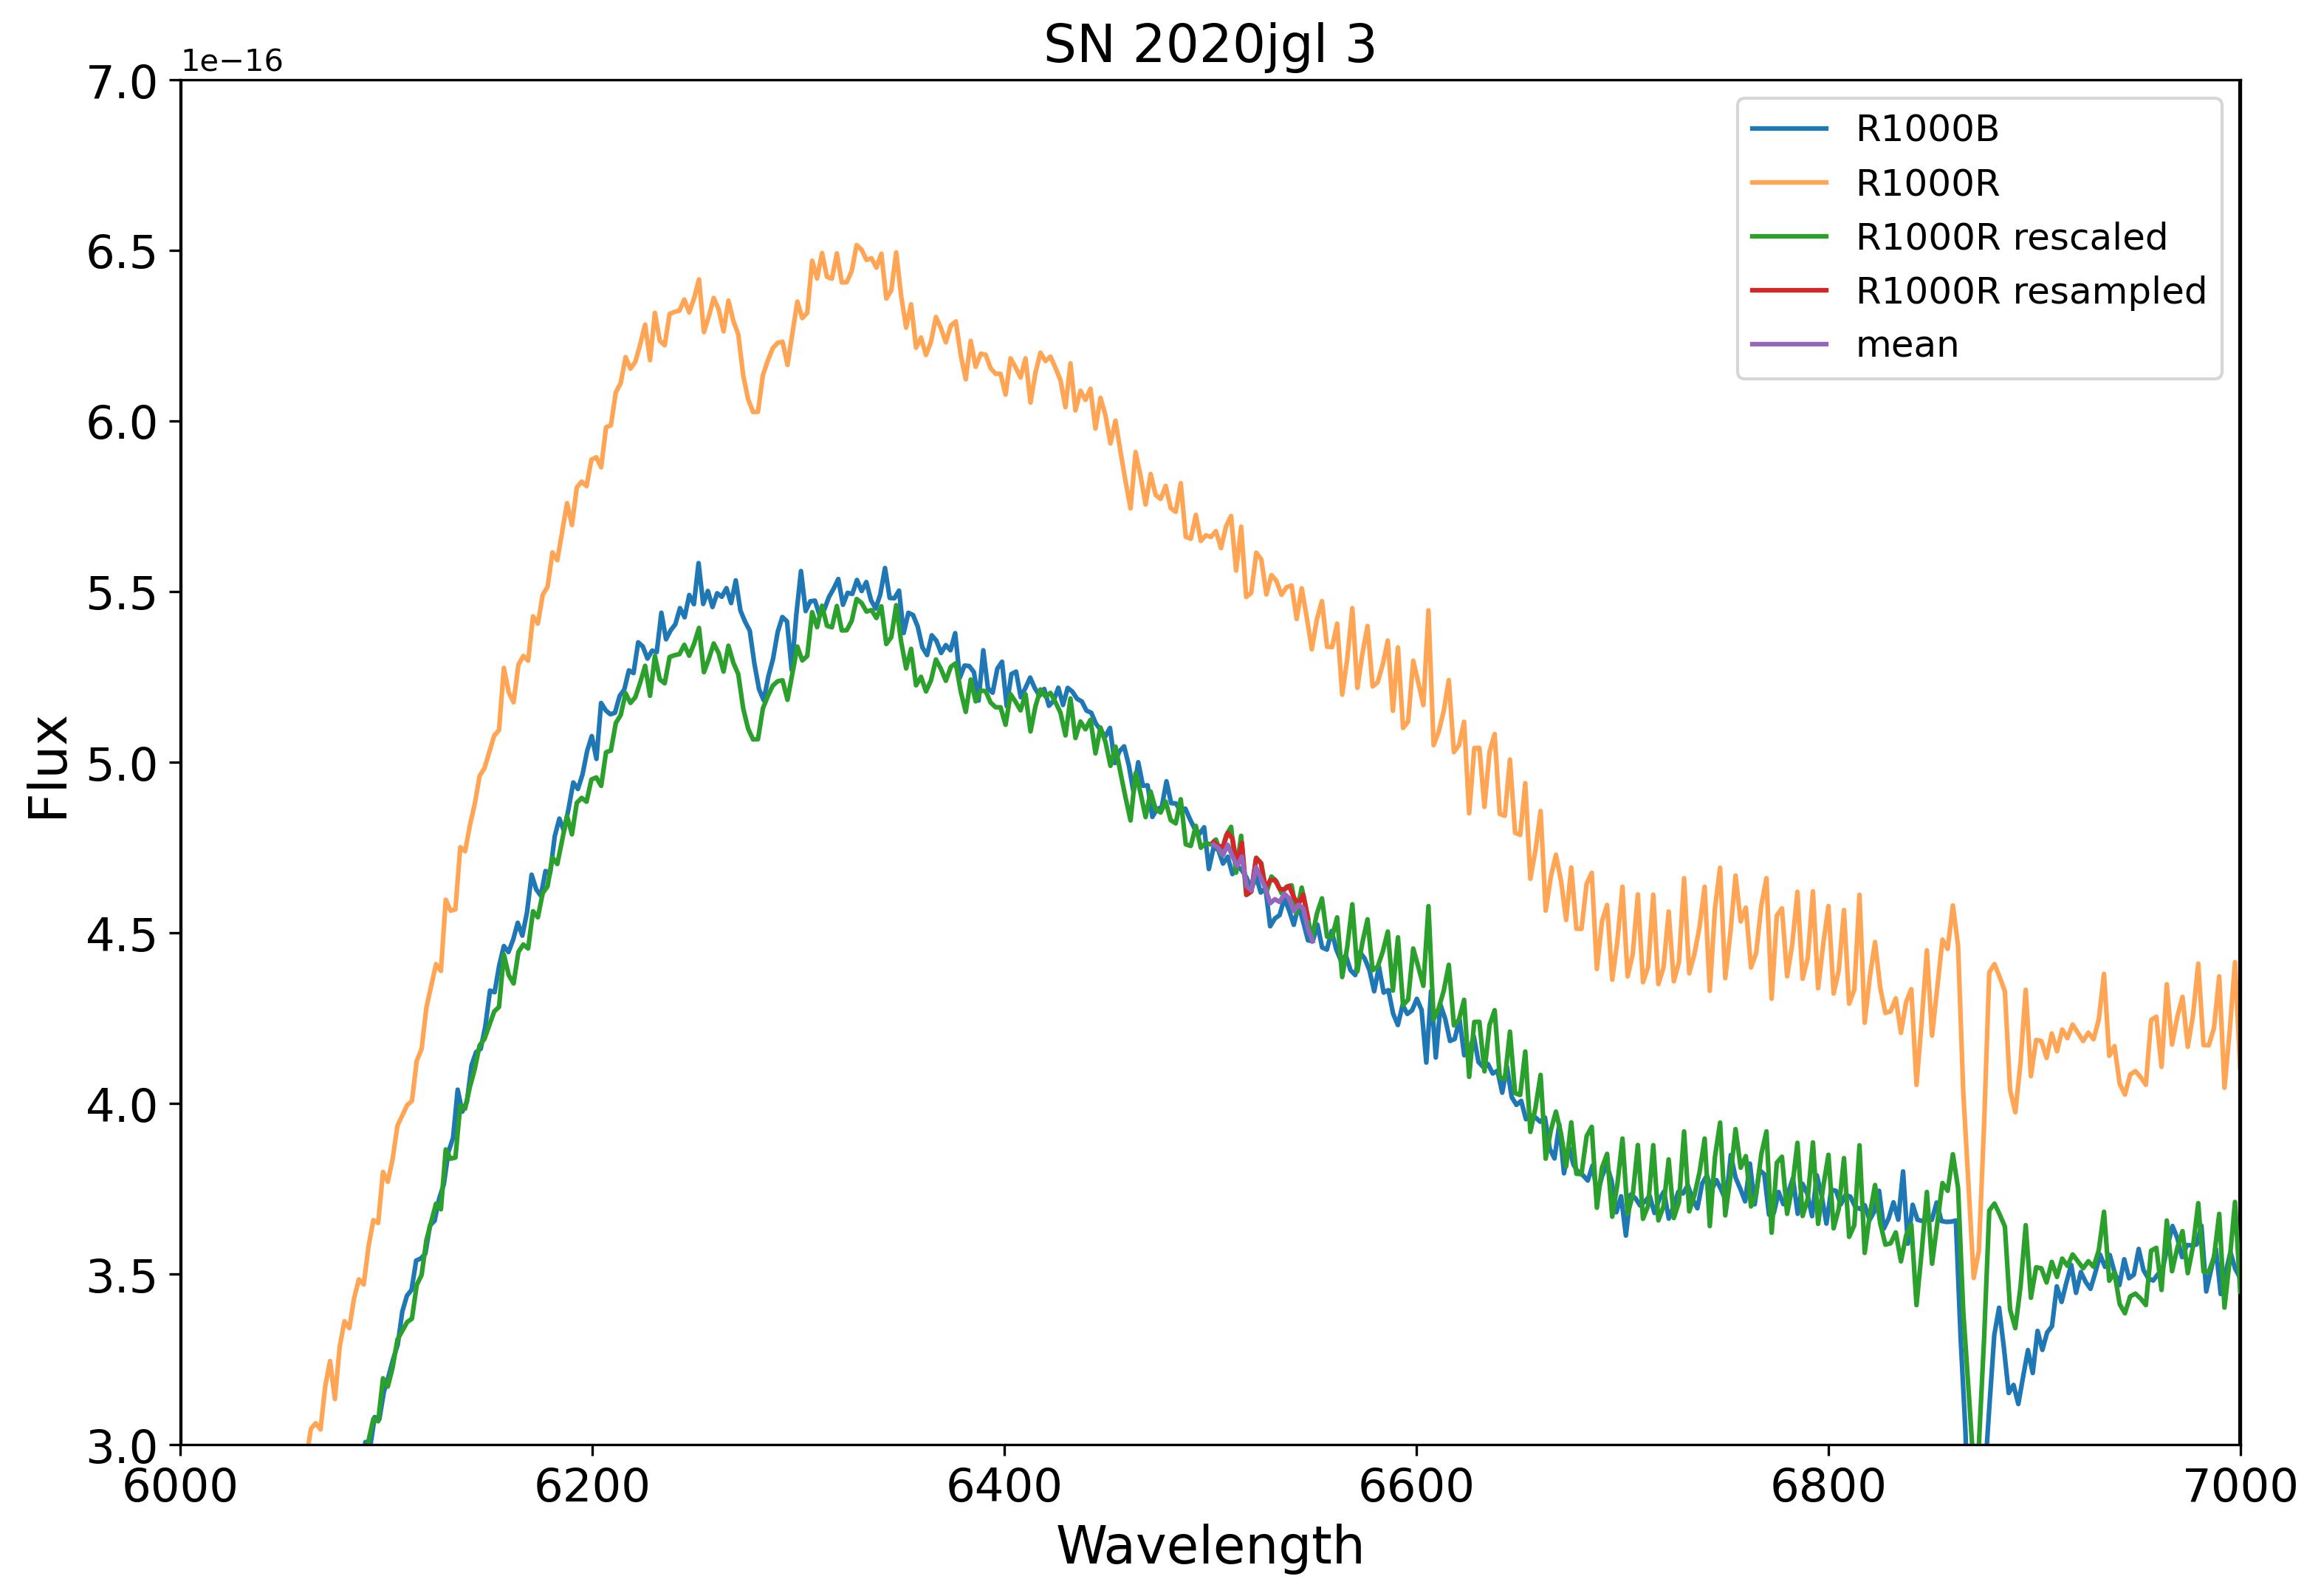 SN 2020jgl 3
1e−16
7.0
6.5
6.0
5.5
5.0
4.5
4.0
3.5
3.0
Flux
R1000B
R1000R
R1000R rescaled
R1000R resampled
mean
6000 6200 6400 6600 6800 7000
Wavelength